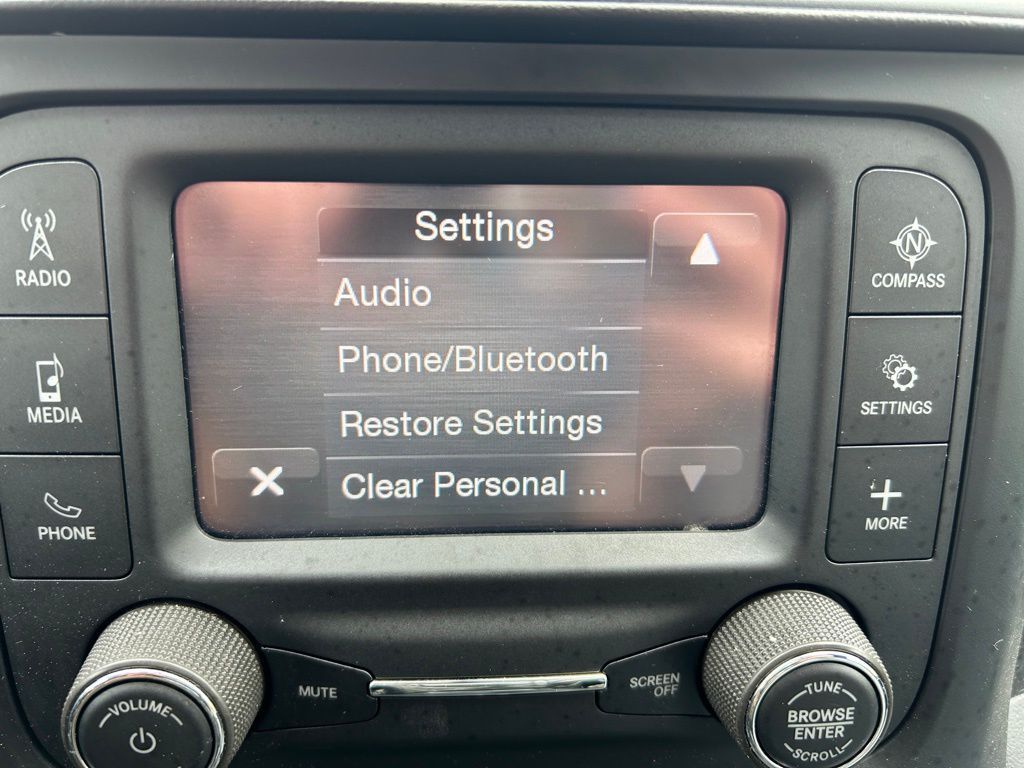 Settings
Audio
Phone/Bluetooth
Restore Settings
Clear Personal ...
RADIO
MEDIA
PHONE
N
COMPASS
SETTINGS
MORE
VOLUME
MUTE
SCREEN
OFF
TUNE
BROWSE
ENTER
SCROLL